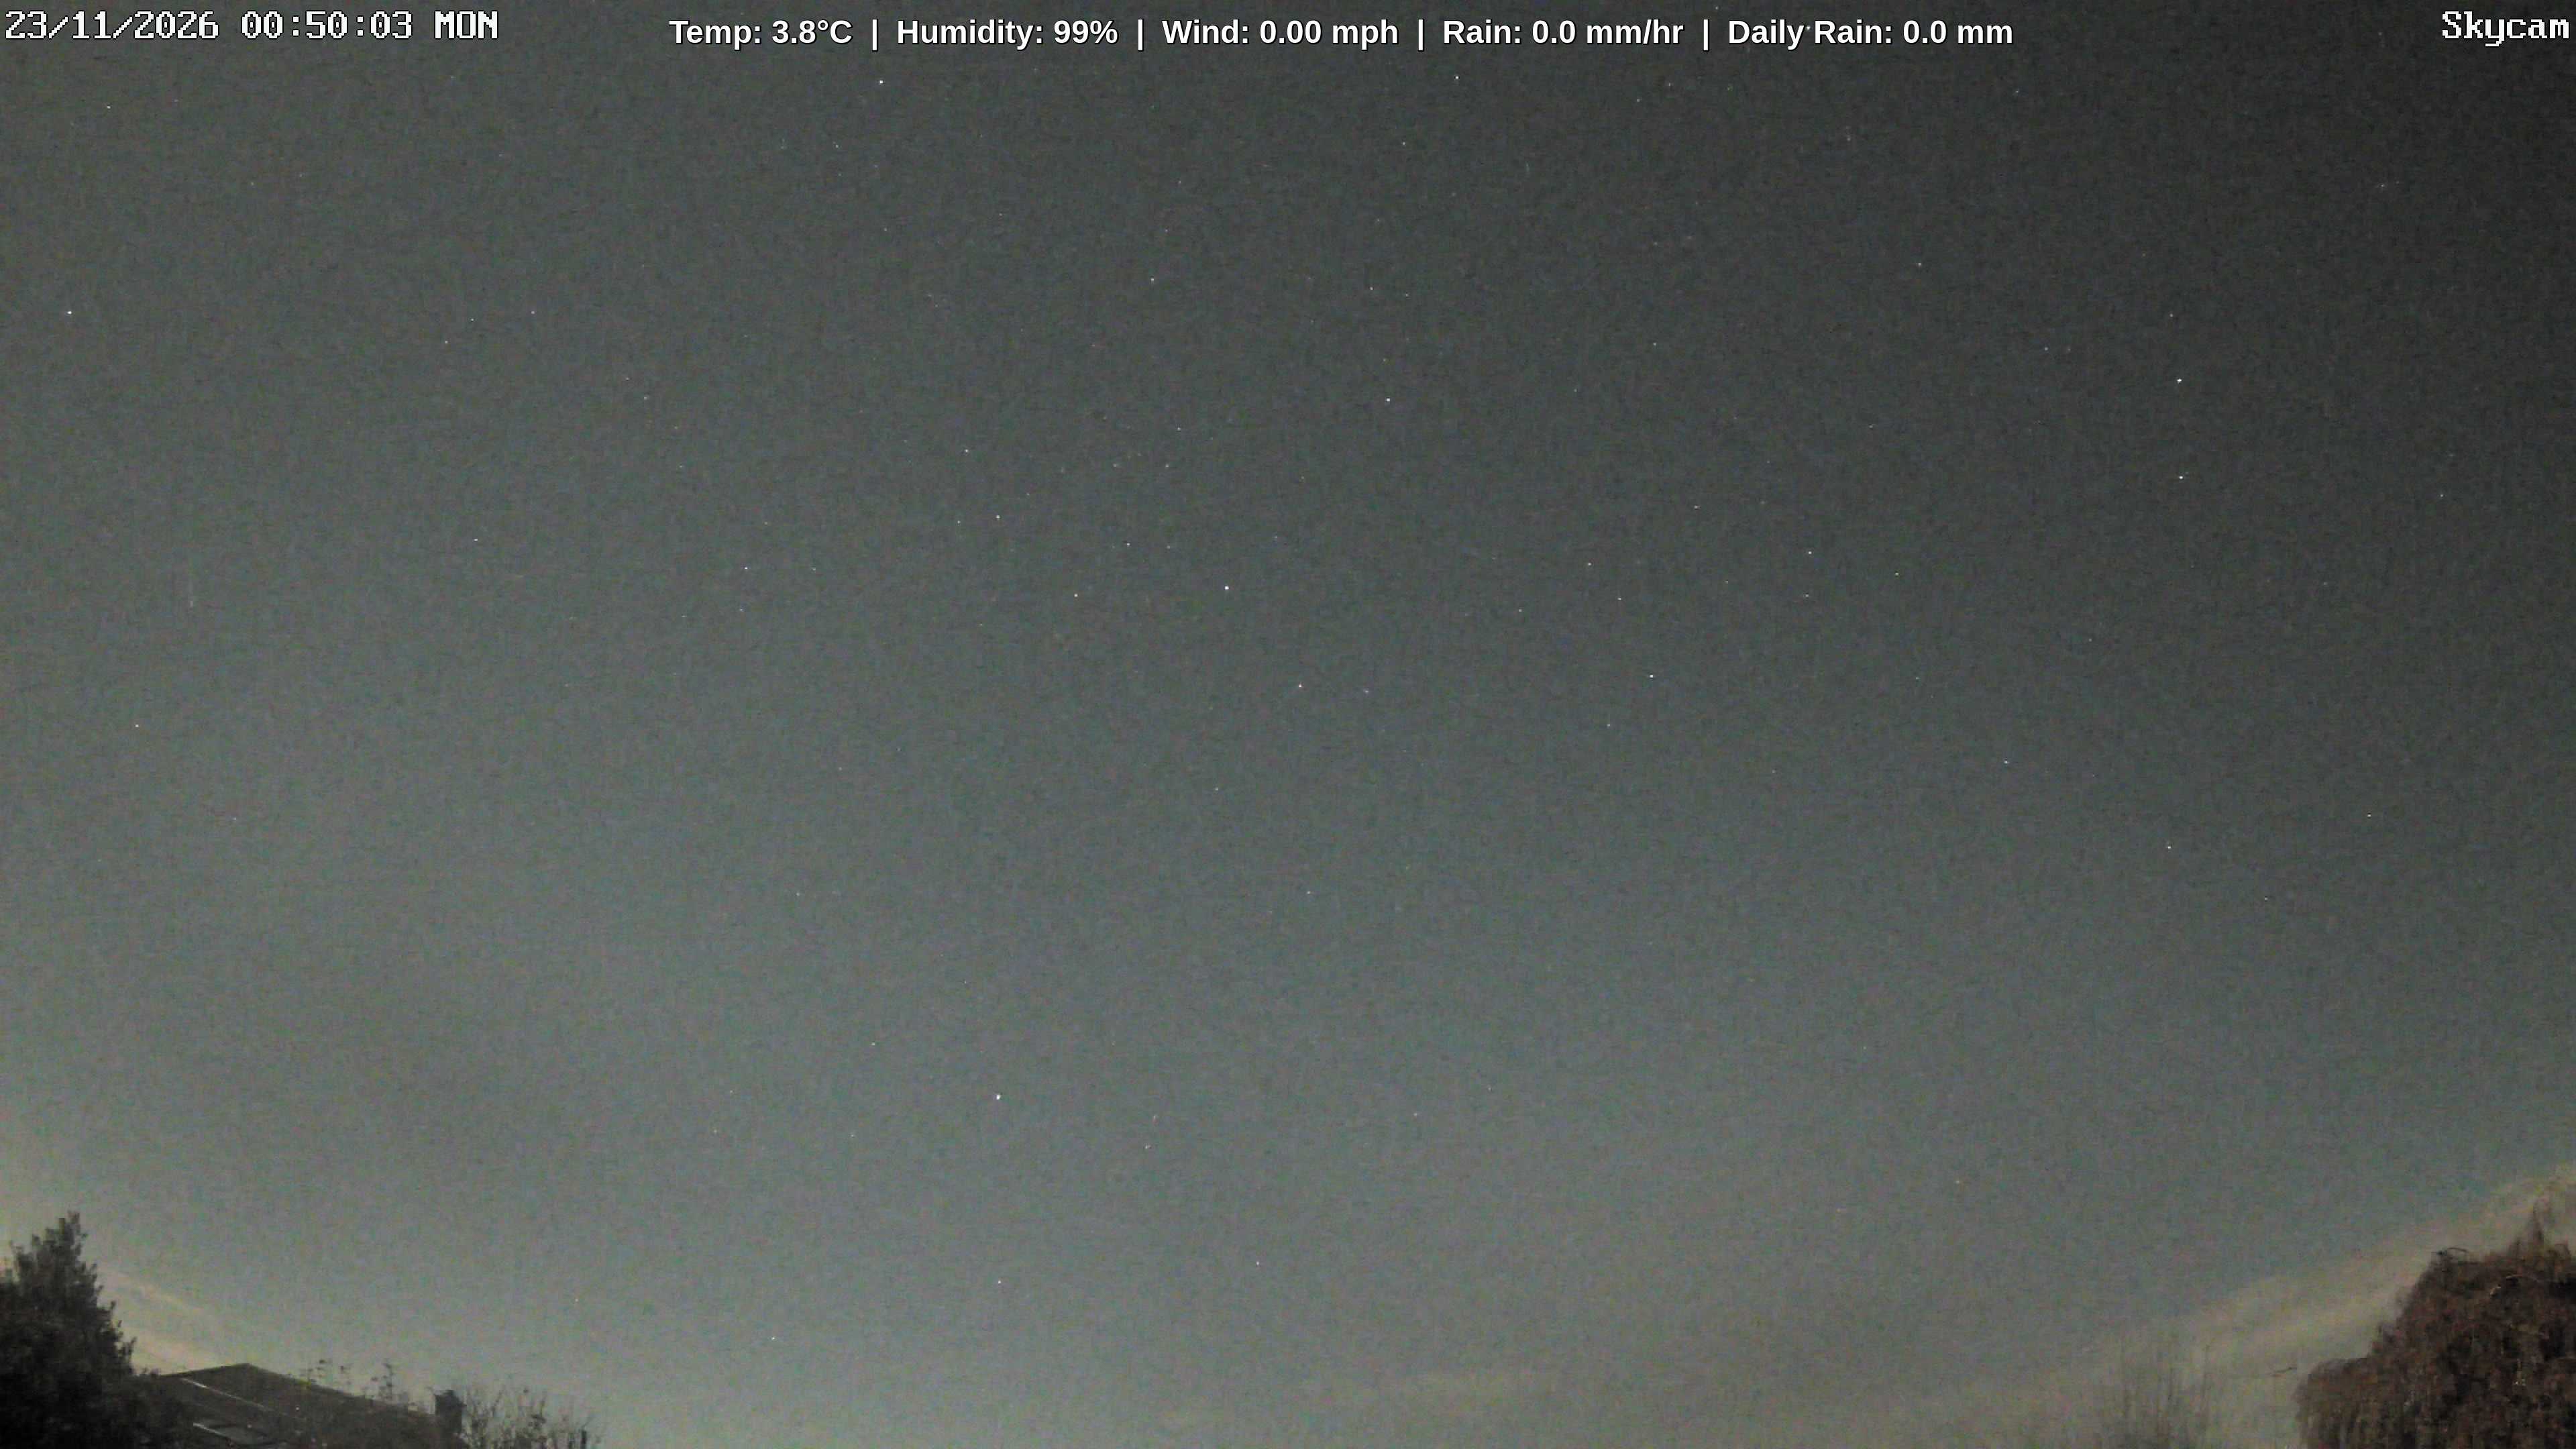 23/11/2026 00:50:03 MON
Temp: 3.8°C | Humidity: 99% | Wind: 0.00 mph | Rain: 0.0 mm/hr | Daily Rain: 0.0 mm
Skycam